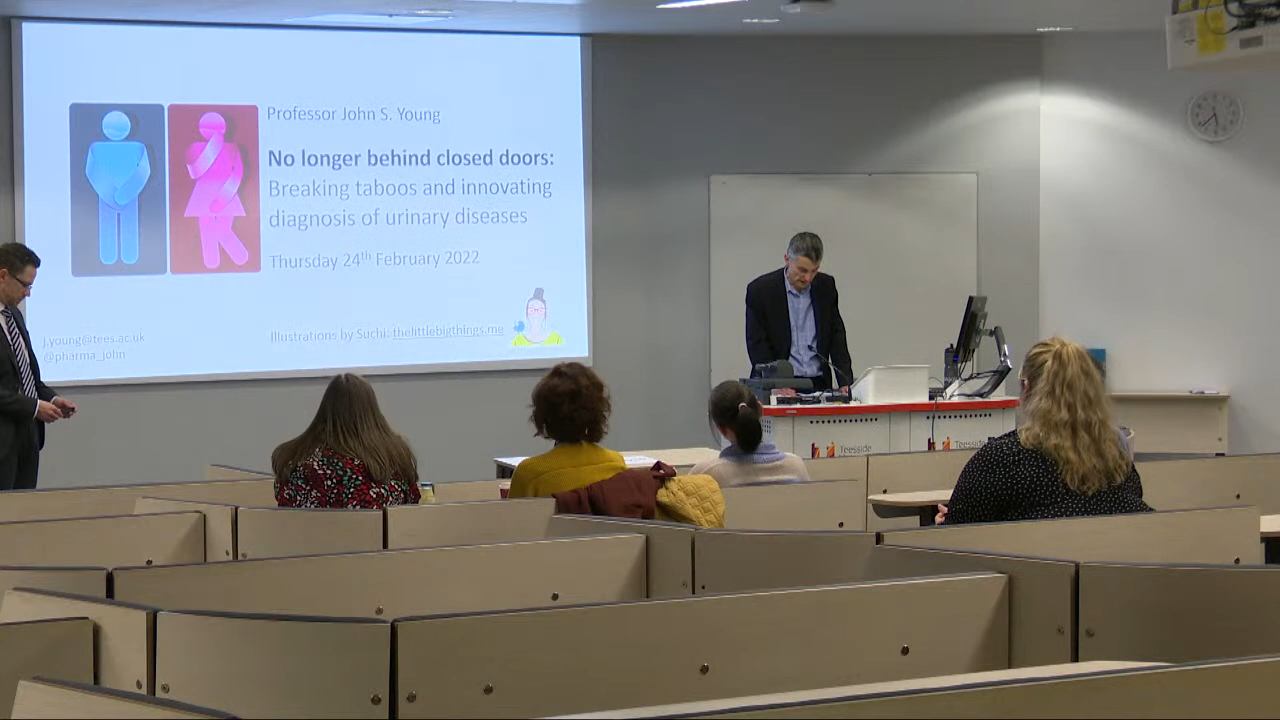 Professor John S. Young
No longer behind closed doors:
Breaking taboos and innovating
diagnosis of urinary diseases
Thursday 24th February 2022
j.young@tees.ac.uk
@pharma_john
Illustrations by Suchi: thelittlebigthings.me
Teesside
Teesside